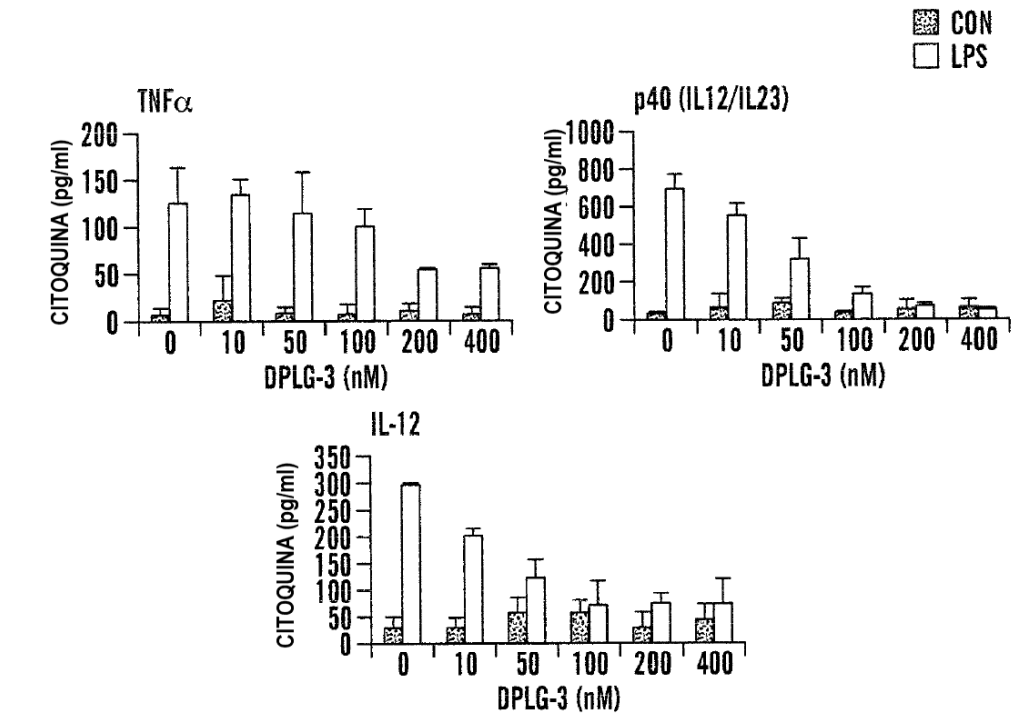 CON
LPS
TNFα
CITOQUINA (pg/ml)
200
150
100
50
0
0 10 50 100 200 400
DPLG-3 (nM)
p40 (IL12/IL23)
CITOQUINA (pg/ml)
1000
800
600
400
200
0
0 10 50 100 200 400
DPLG-3 (nM)
IL-12
CITOQUINA (pg/ml)
350
300
250
200
150
100
50
0
0 10 50 100 200 400
DPLG-3 (nM)